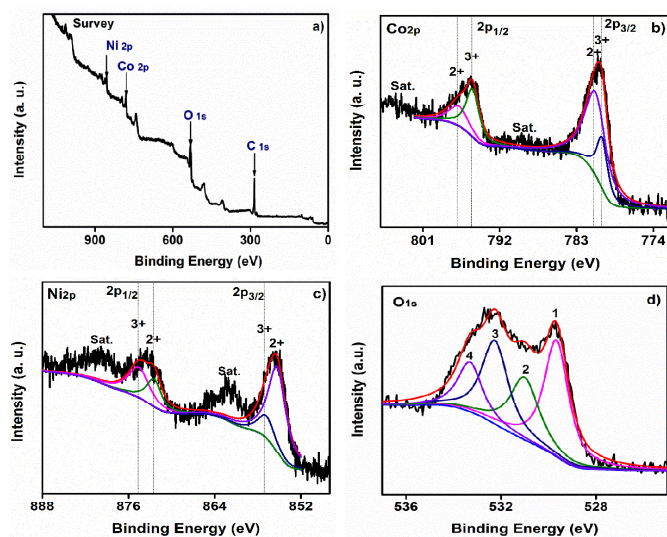 Survey
a)
Ni 2p
Co 2p
O 1s
C 1s
Intensity (a. u.)
900 600 300 0
Binding Energy (eV)
Co2p
2p1/2
2p3/2
b)
3+
2+
3+
2+
Sat.
Sat.
Intensity (a. u.)
801 792 783 774
Binding Energy (eV)
Ni2p
2p1/2
2p3/2
c)
3+
2+
3+
2+
Sat.
Sat.
Intensity (a. u.)
888 876 864 852
Binding Energy (eV)
O1s
d)
1
2
3
4
Intensity (a.u.)
536 532 528
Binding Energy (eV)